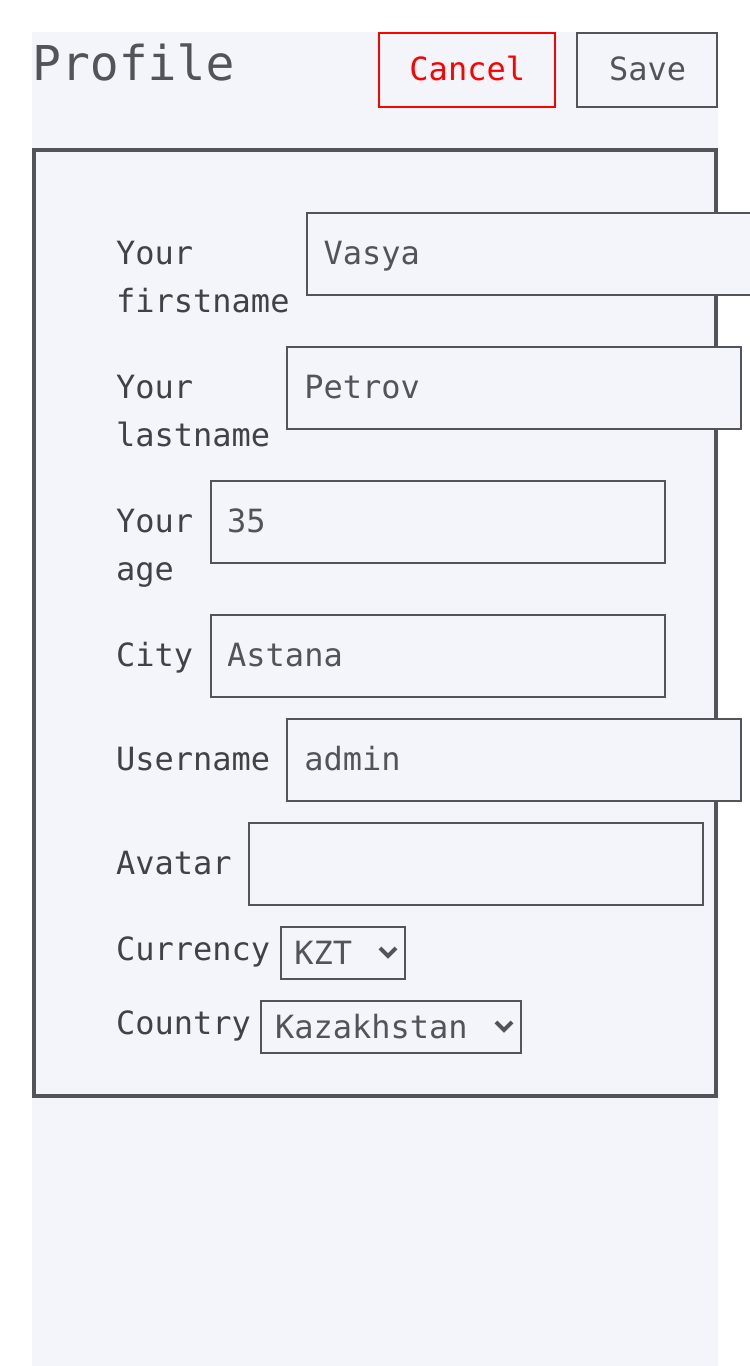 Profile
Cancel
Save
Your
firstname
Vasya
Your
lastname
Petrov
Your
age
35
City
Astana
Username
admin
Avatar
Currency
KZT
Country
Kazakhstan